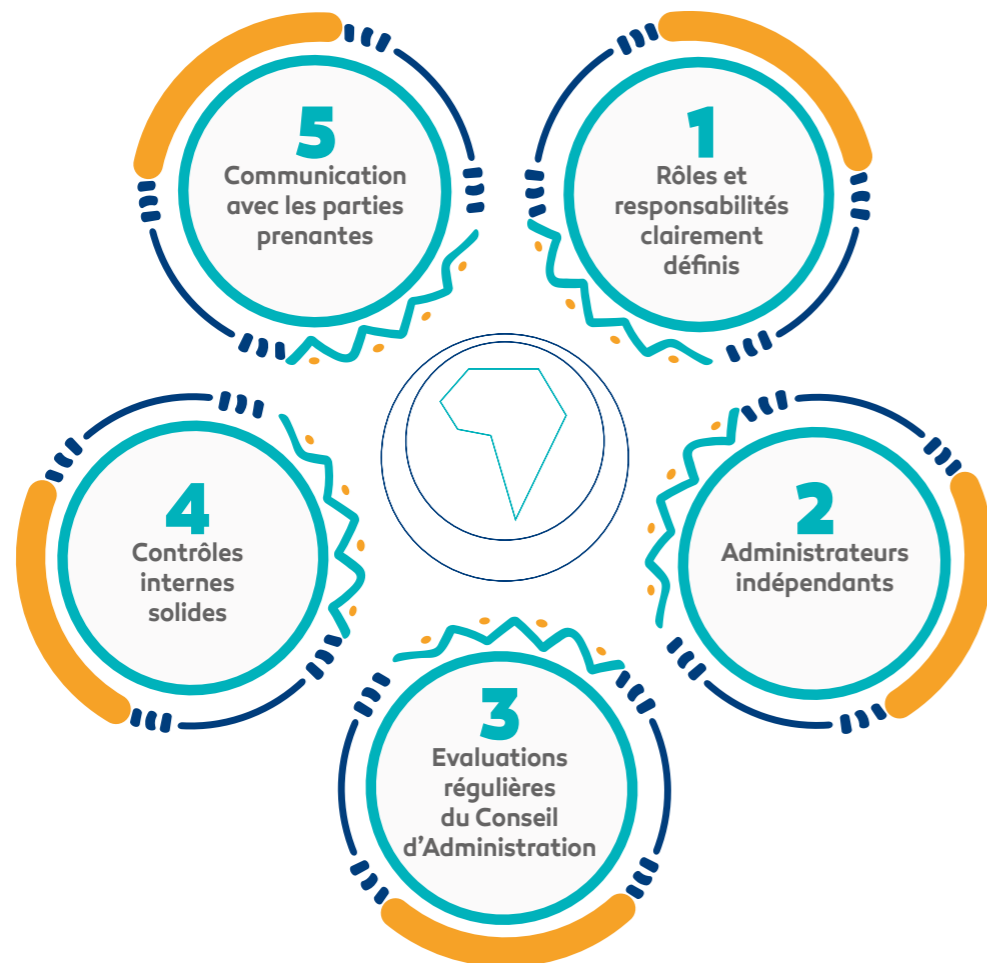 1
Rôles et
responsabilités
clairement
définis
2
Administrateurs
indépendants
3
Evaluations
régulières
du Conseil
d'Administration
4
Contrôles
internes
solides
5
Communication
avec les parties
prenantes